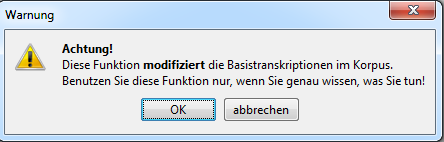 Warnung
Achtung!
Diese Funktion modifiziert die Basistranskriptionen im Korpus.
Benutzen Sie diese Funktion nur, wenn Sie genau wissen, was Sie tun!
OK
abbrechen